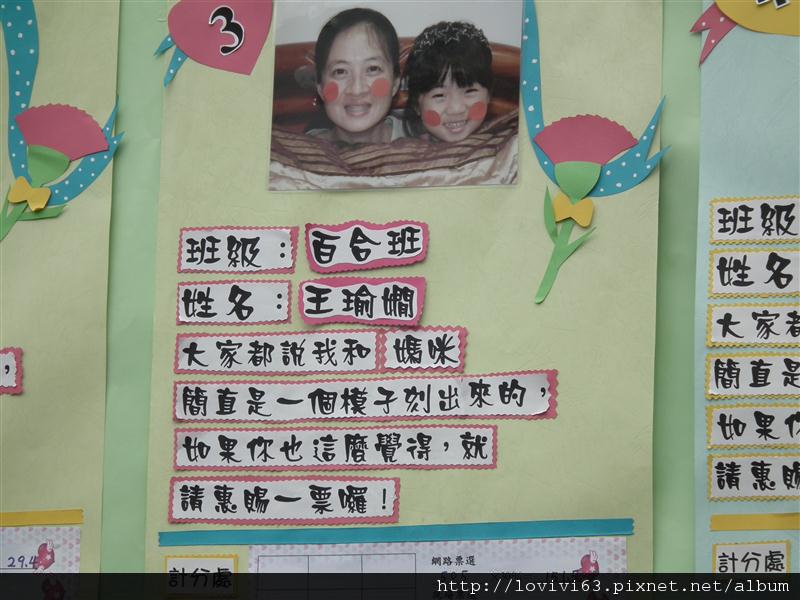 3
班級：百合班
姓名：王瑜嫺
大家都說我和媽咪
簡直是一個模子刻出來的，
如果你也這麼覺得，就
請惠賜一票囉！
計分處
網路票選
29.4
班級
姓名
大家都
簡直是
如果你
請惠賜
計分處
http://lovivi63.pixnet.net/album